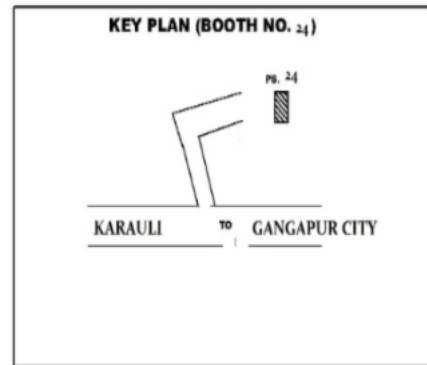 KEY PLAN (BOOTH NO. 24)
PS. 24
KARAULI TO GANGAPUR CITY